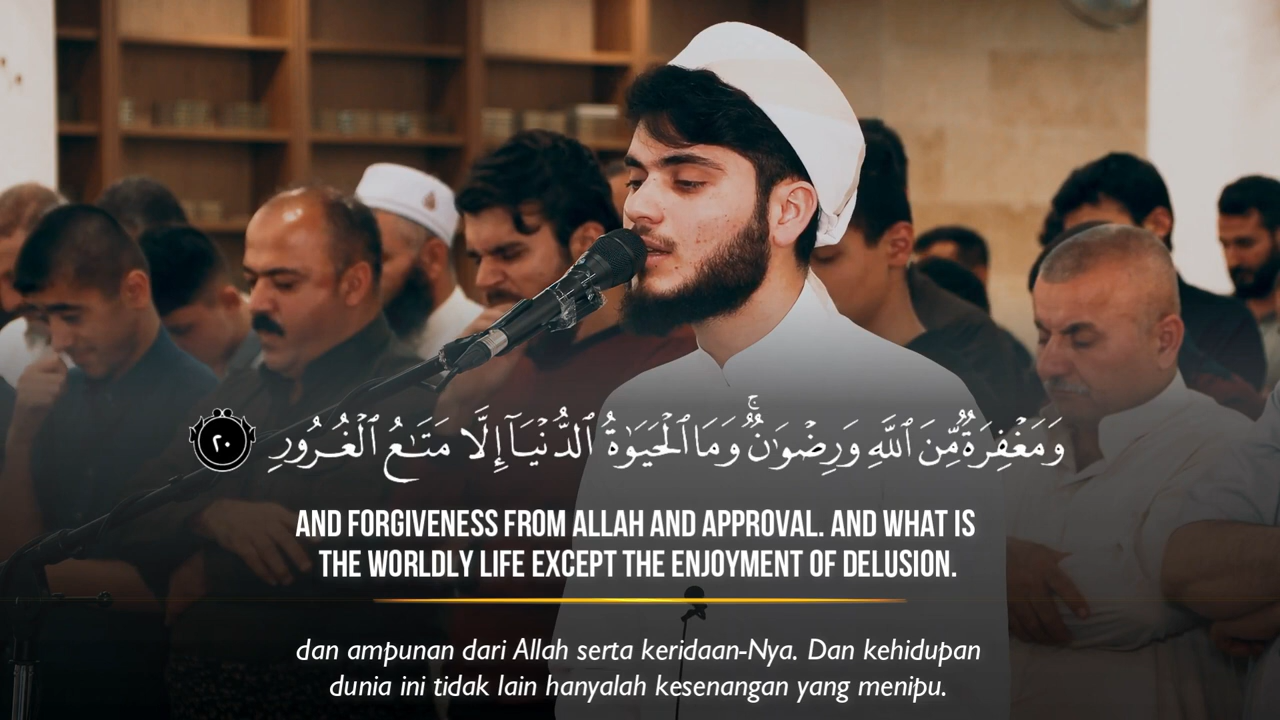 وَمَغْفِرَةٌ مِّنَ ٱللَّهِ وَرِضْوَٰنٌ ۚ وَمَا ٱلْحَيَوٰةُ ٱلدُّنْيَآ إِلَّا مَتَـٰعُ ٱلْغُرُورِ ٢٠
AND FORGIVENESS FROM ALLAH AND APPROVAL. AND WHAT IS
THE WORLDLY LIFE EXCEPT THE ENJOYMENT OF DELUSION.
dan ampunan dari Allah serta keridaan-Nya. Dan kehidupan
dunia ini tidak lain hanyalah kesenangan yang menipu.